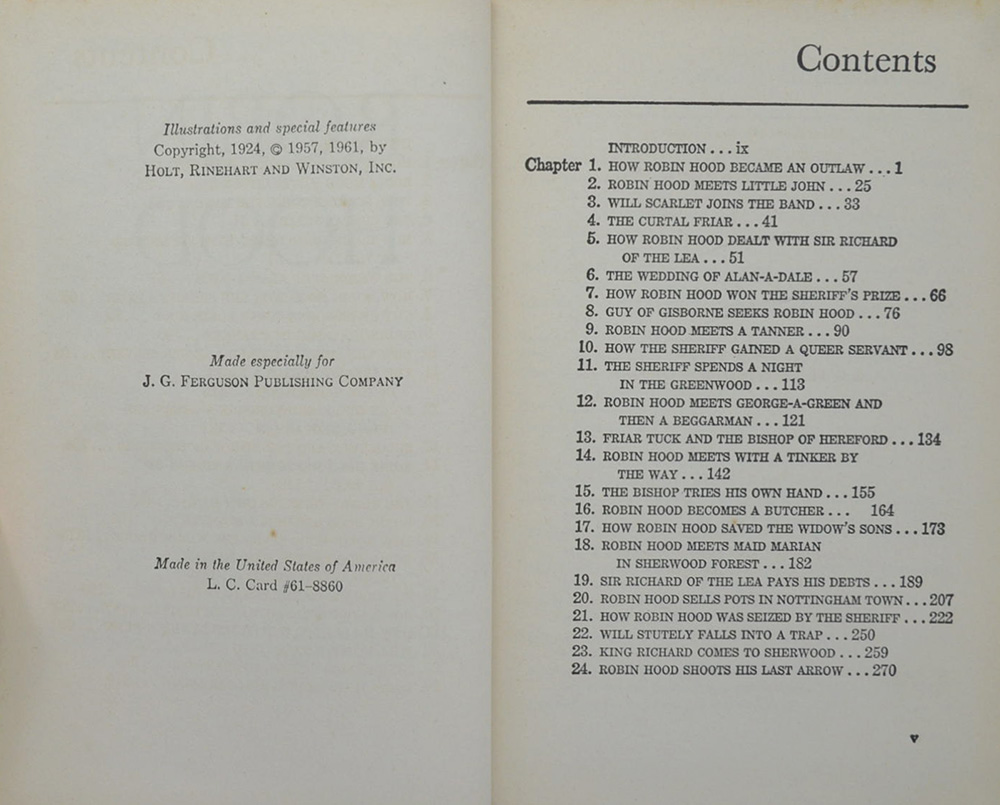 Illustrations and special features
Copyright, 1924, © 1957, 1961, by
HOLT, RINEHART AND WINSTON, INC.
Made especially for
J. G. FERGUSON PUBLISHING COMPANY
Made in the United States of America
L. C. Card #61–8860
Contents
INTRODUCTION . . . ix
Chapter 1. HOW ROBIN HOOD BECAME AN OUTLAW . . . 1
2. ROBIN HOOD MEETS LITTLE JOHN . . . 25
3. WILL SCARLET JOINS THE BAND . . . 33
4. THE CURTAL FRIAR . . . 41
5. HOW ROBIN HOOD DEALT WITH SIR RICHARD
OF THE LEA . . . 51
6. THE WEDDING OF ALAN-A-DALE . . . 57
7. HOW ROBIN HOOD WON THE SHERIFF'S PRIZE . . . 66
8. GUY OF GISBORNE SEEKS ROBIN HOOD . . . 76
9. ROBIN HOOD MEETS A TANNER . . . 90
10. HOW THE SHERIFF GAINED A QUEER SERVANT . . . 98
11. THE SHERIFF SPENDS A NIGHT
IN THE GREENWOOD . . . 113
12. ROBIN HOOD MEETS GEORGE-A-GREEN AND
THEN A BEGGARMAN . . . 121
13. FRIAR TUCK AND THE BISHOP OF HEREFORD . . . 134
14. ROBIN HOOD MEETS WITH A TINKER BY
THE WAY . . . 142
15. THE BISHOP TRIES HIS OWN HAND . . . 155
16. ROBIN HOOD BECOMES A BUTCHER . . . 164
17. HOW ROBIN HOOD SAVED THE WIDOW'S SONS . . . 173
18. ROBIN HOOD MEETS MAID MARIAN
IN SHERWOOD FOREST . . . 182
19. SIR RICHARD OF THE LEA PAYS HIS DEBTS . . . 189
20. ROBIN HOOD SELLS POTS IN NOTTINGHAM TOWN . . . 207
21. HOW ROBIN HOOD WAS SEIZED BY THE SHERIFF . . . 222
22. WILL STUTELY FALLS INTO A TRAP . . . 250
23. KING RICHARD COMES TO SHERWOOD . . . 259
24. ROBIN HOOD SHOOTS HIS LAST ARROW . . . 270
v